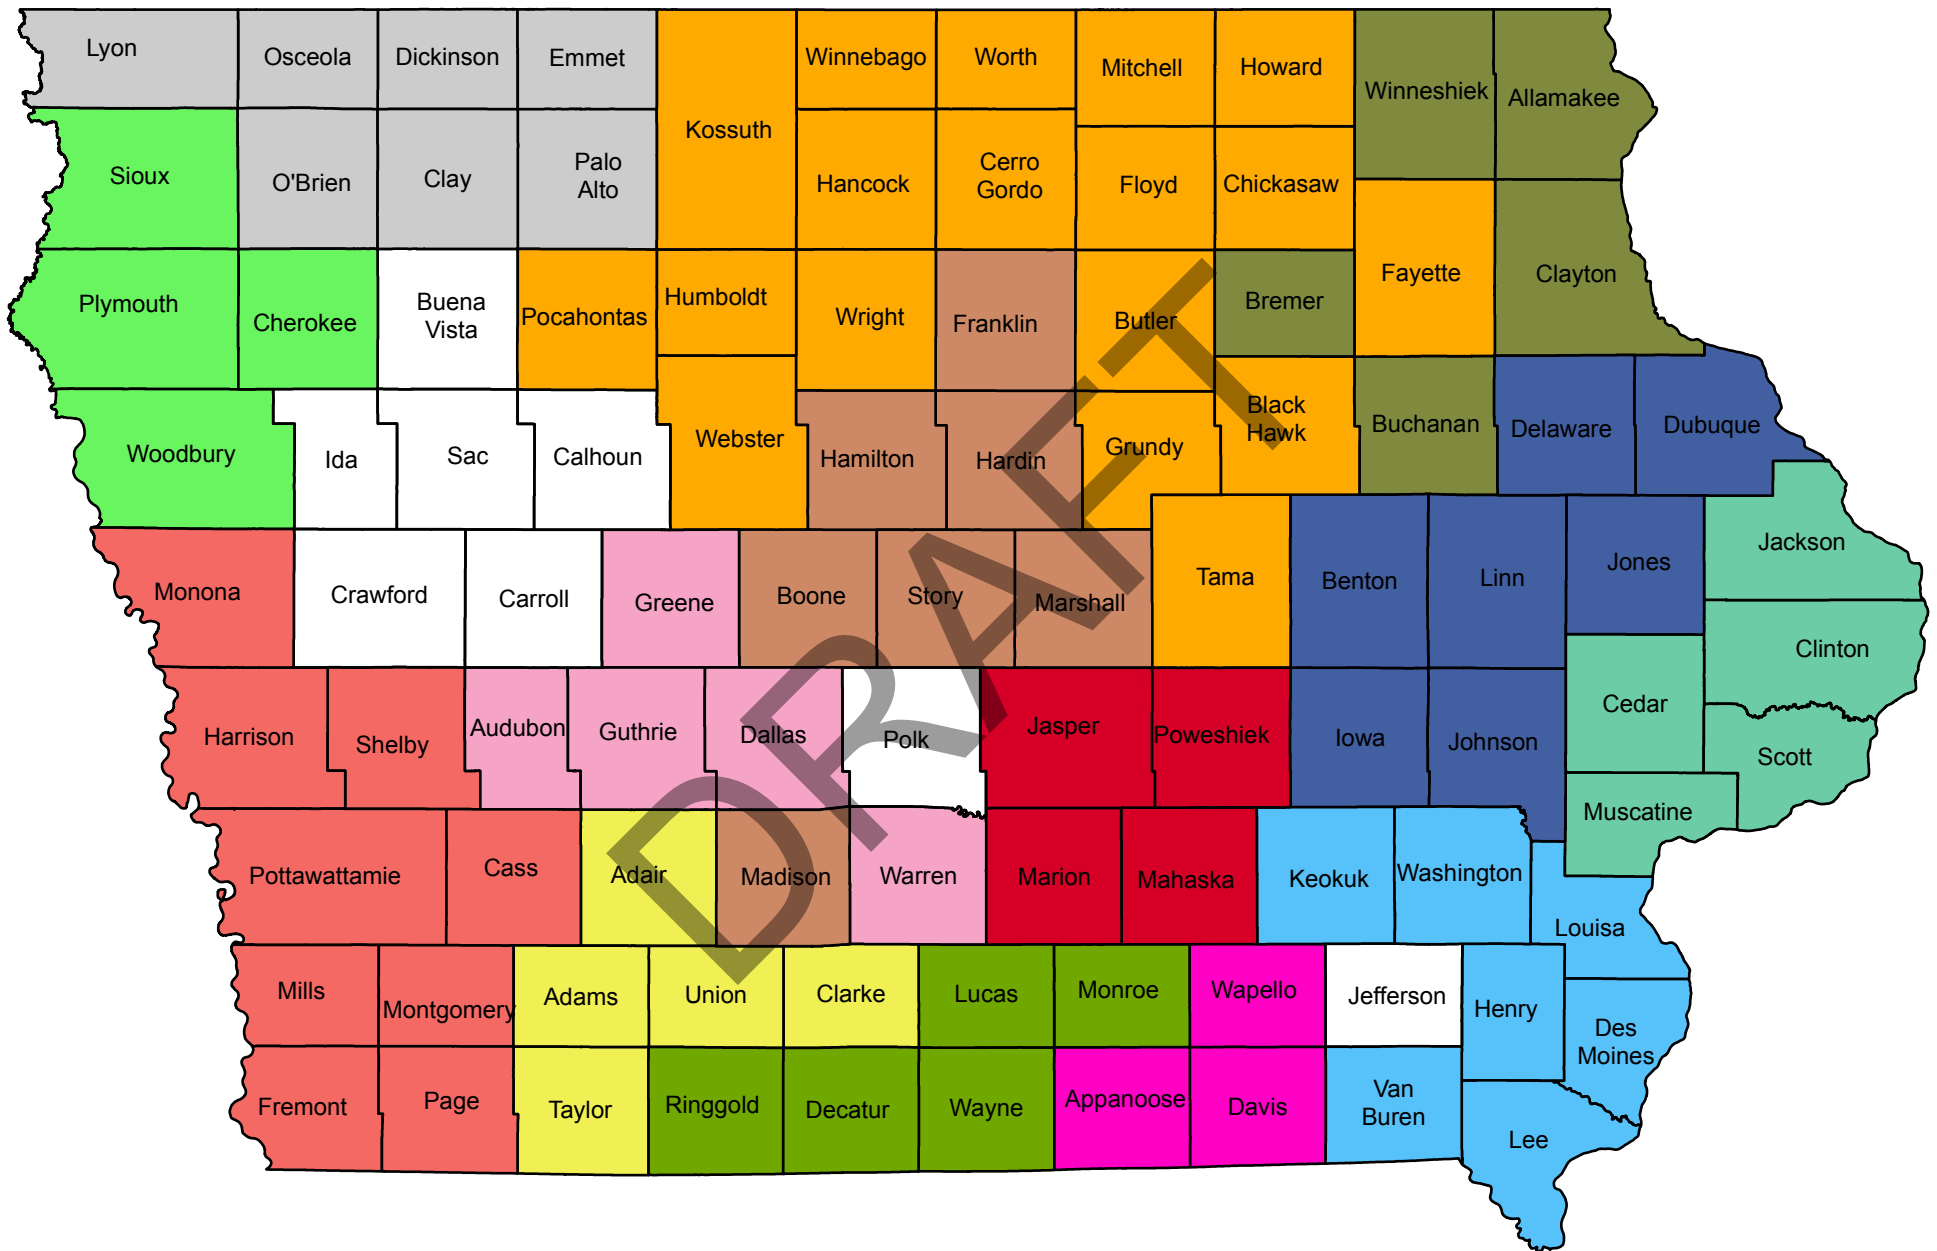 Lyon
Osceola
Dickinson
Emmet
Kossuth
Winnebago
Worth
Mitchell
Howard
Winneshiek
Allamakee
Sioux
O'Brien
Clay
Palo
Alto
Hancock
Cerro
Gordo
Floyd
Chickasaw
Plymouth
Cherokee
Buena
Vista
Pocahontas
Humboldt
Wright
Franklin
Butler
Bremer
Fayette
Clayton
Woodbury
Ida
Sac
Calhoun
Webster
Hamilton
Hardin
Grundy
Black
Hawk
Buchanan
Delaware
Dubuque
Monona
Crawford
Carroll
Greene
Boone
Story
Marshall
Tama
Benton
Linn
Jones
Jackson
Clinton
Harrison
Shelby
Audubon
Guthrie
Dallas
Polk
Jasper
Poweshiek
Iowa
Johnson
Cedar
Scott
Muscatine
Pottawattamie
Cass
Adair
Madison
Warren
Marion
Mahaska
Keokuk
Washington
Louisa
Mills
Montgomery
Adams
Union
Clarke
Lucas
Monroe
Wapello
Jefferson
Henry
Des
Moines
Fremont
Page
Taylor
Ringgold
Decatur
Wayne
Appanoose
Davis
Van
Buren
Lee
DRAFT